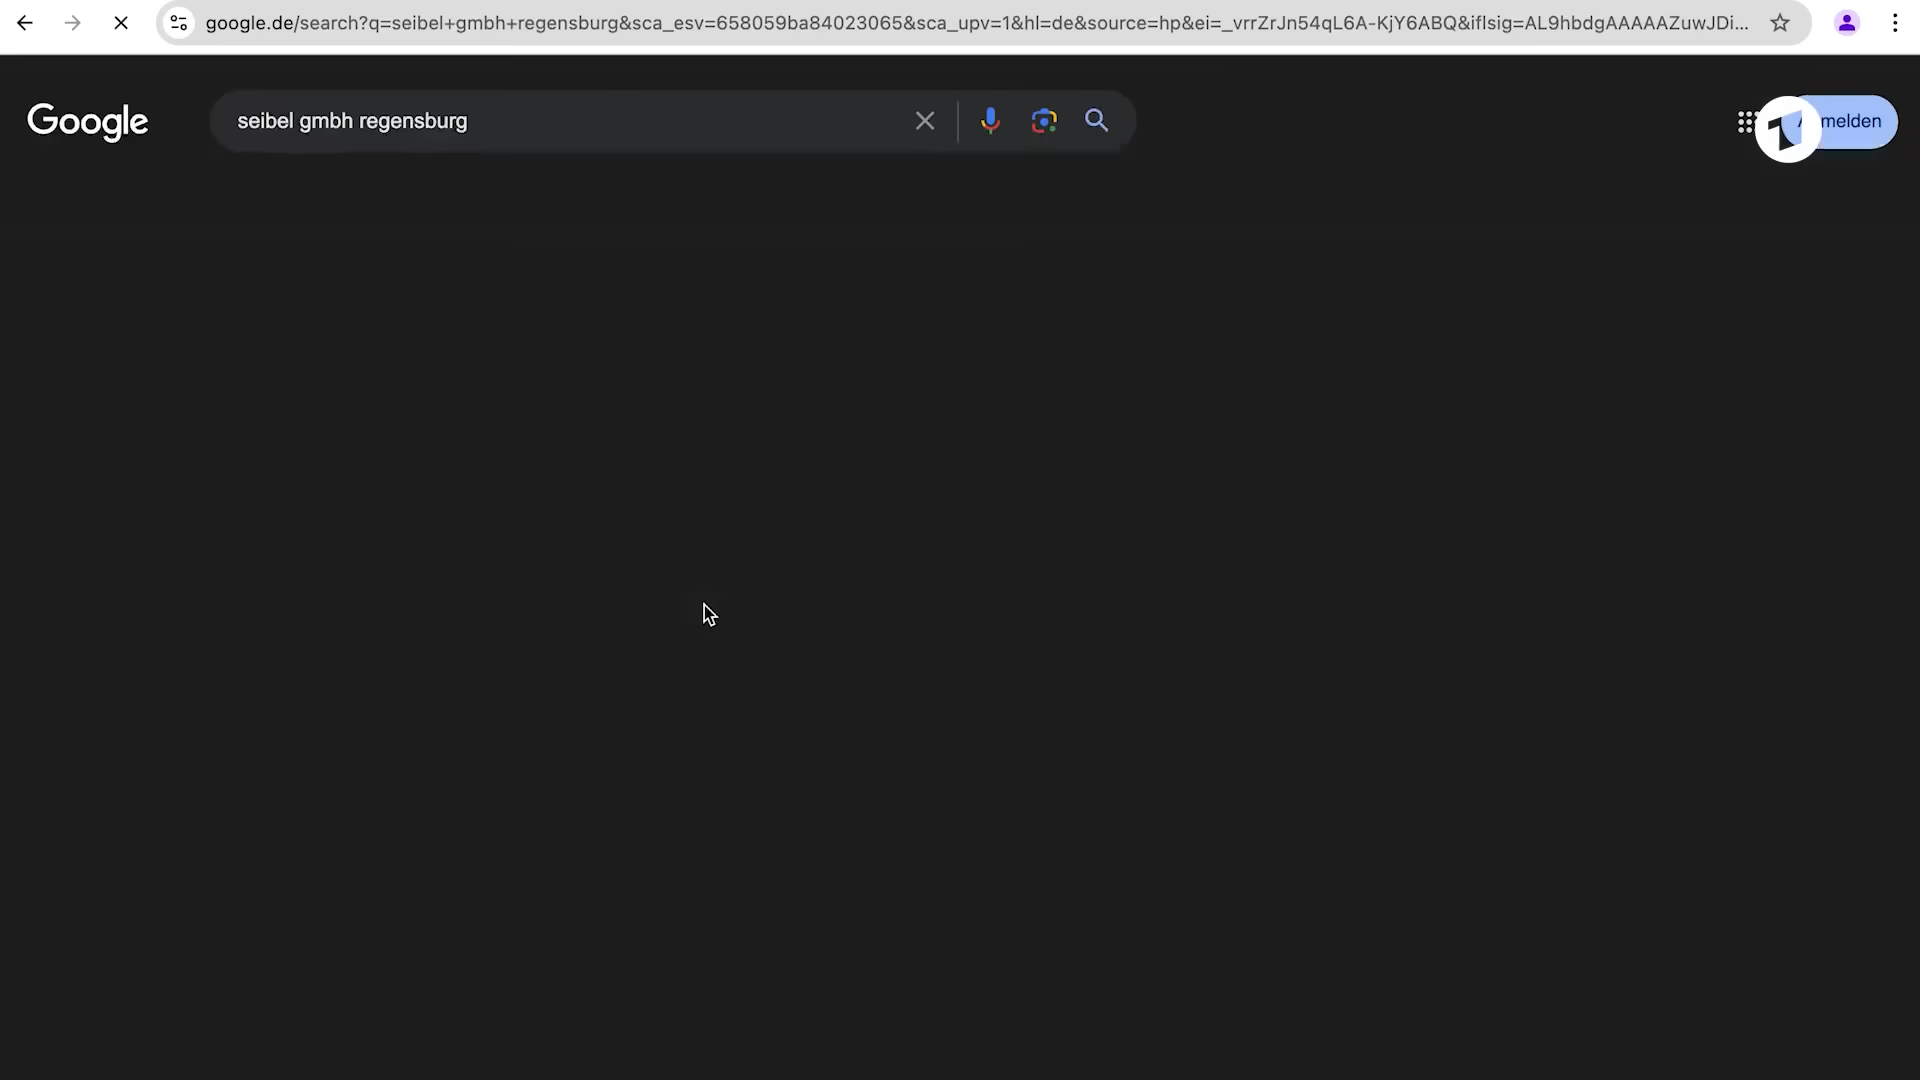 google.de/search?q=seibel+gmbh+regensburg&sca_esv=658059ba84023065&sca_upv=1&hl=de&source=hp&ei=_vrrZrJn54qL6A-KjY6ABQ&iflsig=AL9hbdgAAAAAZuwJDi...
Google
seibel gmbh regensburg
melden